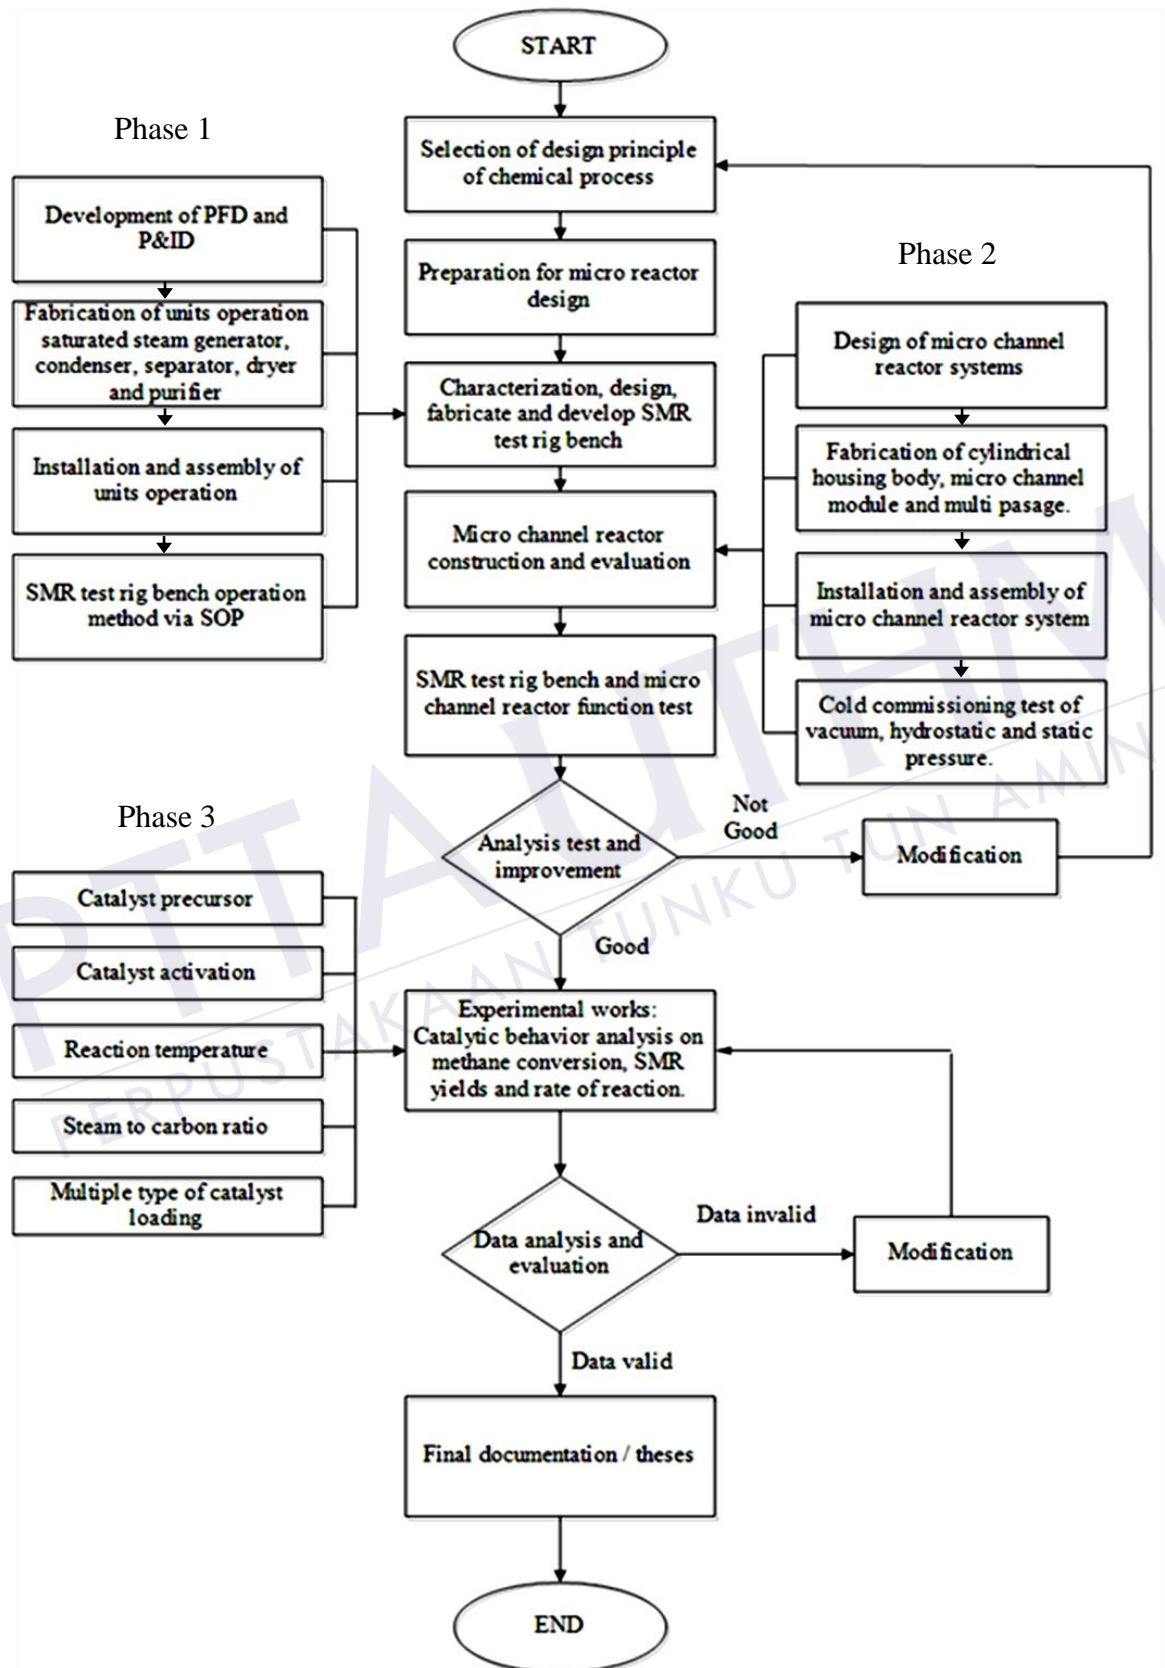 START
Phase 1
Selection of design principle
of chemical process
Development of PFD and
P&ID
Preparation for micro reactor
design
Phase 2
Fabrication of units operation
saturated steam generator,
condenser, separator, dryer
and purifier
Design of micro channel
reactor systems
Characterization, design,
fabricate and develop SMR
test rig bench
Installation and assembly of
units operation
Fabrication of cylindrical
housing body, micro channel
module and multi pasage.
Micro channel reactor
construction and evaluation
SMR test rig bench operation
method via SOP
Installation and assembly of
micro channel reactor system
SMR test rig bench and micro
channel reactor function test
Cold commissioning test of
vacuum, hydrostatic and static
pressure.
Phase 3
Analysis test and
improvement
Not
Good
Modification
Good
Catalyst precursor
Catalyst activation
Reaction temperature
Steam to carbon ratio
Multiple type of catalyst
loading
Experimental works:
Catalytic behavior analysis on
methane conversion, SMR
yields and rate of reaction.
Data analysis and
evaluation
Data invalid
Modification
Data valid
Final documentation / theses
END
PTTA UTHM
PERPUSTAKAAN TUNKU TUN AMIN